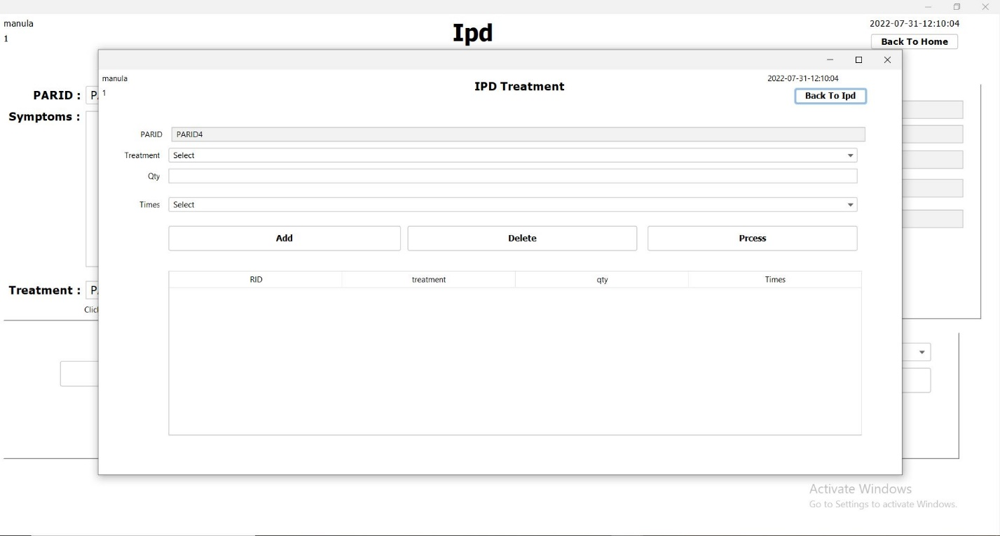 manula
1
Ipd
2022-07-31-12:10:04
Back To Home
PARID :
Symptoms :
Treatment :
manula
1
IPD Treatment
2022-07-31-12:10:04
Back To Ipd
PARID PARID4
Treatment Select
Qty
Times Select
Add Delete Prcess
RID treatment qty Times
Activate Windows
Go to Settings to activate Windows.